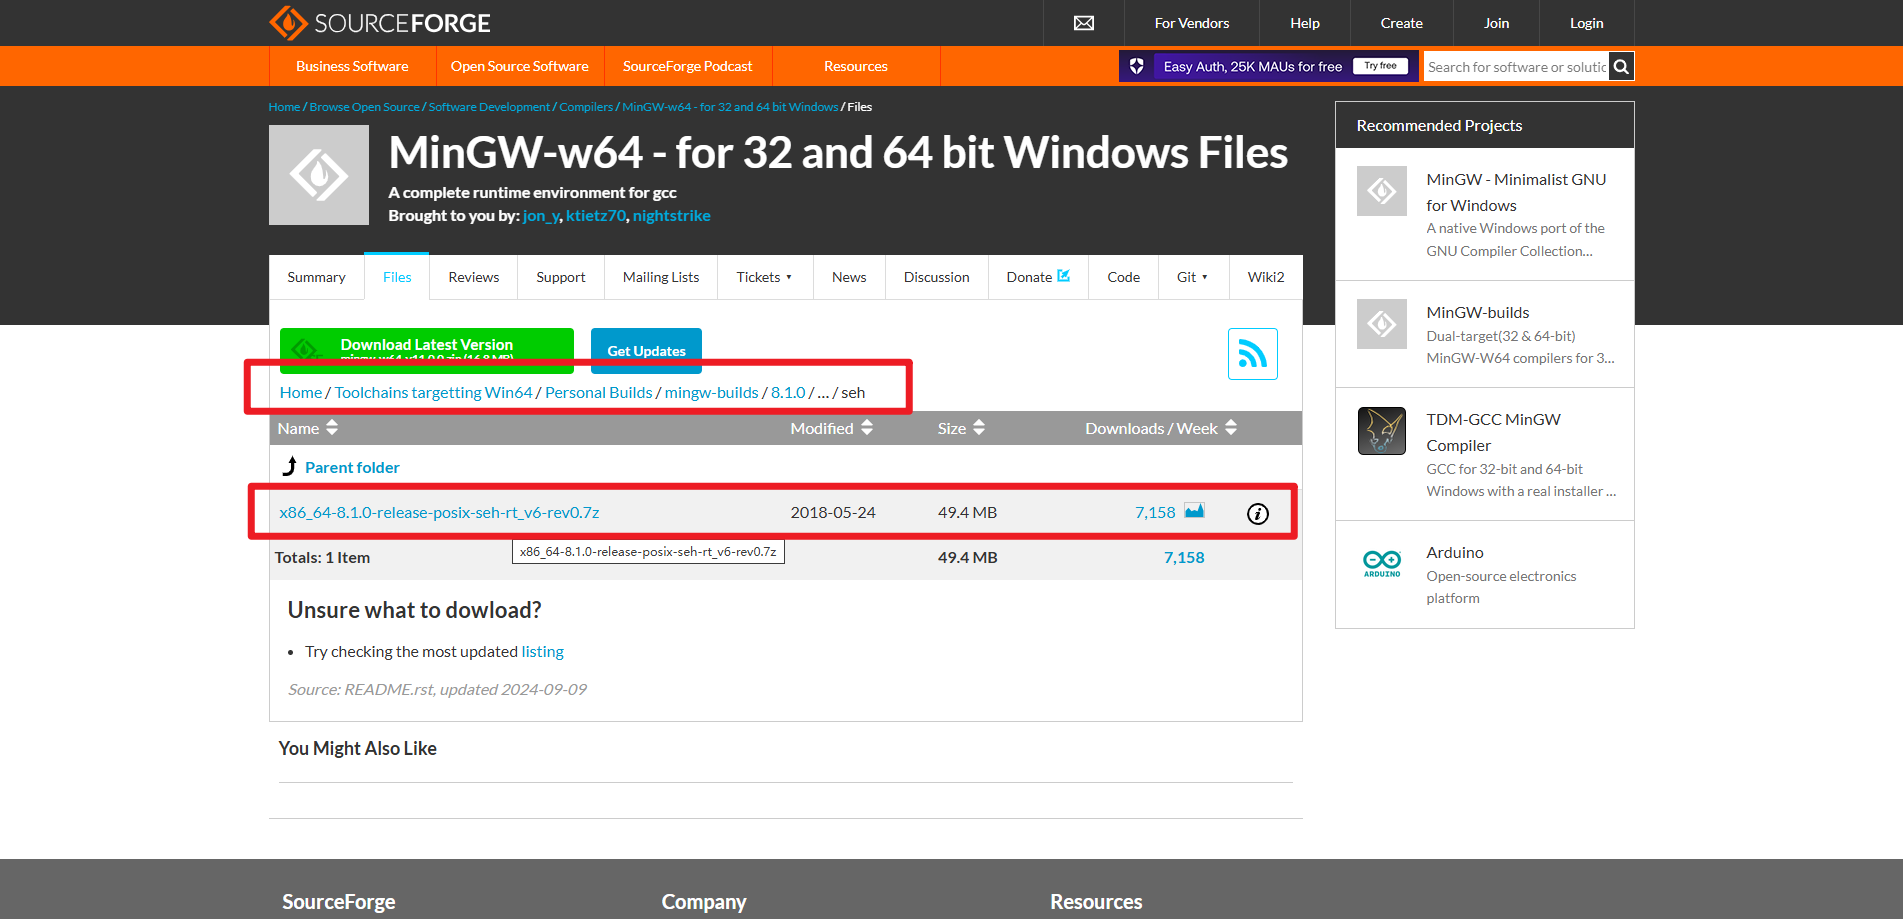 SOURCEFORGE
For Vendors
Help
Create
Join
Login
Business Software
Open Source Software
SourceForge Podcast
Resources
Easy Auth, 25K MAUs for free
Try free
Search for software or solutic
Home / Browse Open Source / Software Development / Compilers / MinGW-w64 - for 32 and 64 bit Windows / Files
MinGW-w64 - for 32 and 64 bit Windows Files
A complete runtime environment for gcc
Brought to you by: jon_y, ktietz70, nightstrike
Summary
Files
Reviews
Support
Mailing Lists
Tickets
News
Discussion
Donate
Code
Git
Wiki2
Download Latest Version
mingw-w64-v11.0.0.zip (16.8 MB)
Get Updates
Home / Toolchains targetting Win64 / Personal Builds / mingw-builds / 8.1.0 / ... / seh
Name Modified Size Downloads / Week
Parent folder
x86_64-8.1.0-release-posix-seh-rt_v6-rev0.7z 2018-05-24 49.4 MB 7,158
x86_64-8.1.0-release-posix-seh-rt_v6-rev0.7z
Totals: 1 Item 49.4 MB 7,158
Unsure what to dowload?
• Try checking the most updated listing
Source: README.rst, updated 2024-09-09
You Might Also Like
Recommended Projects
MinGW - Minimalist GNU
for Windows
A native Windows port of the
GNU Compiler Collection...
MinGW-builds
Dual-target(32 & 64-bit)
MinGW-W64 compilers for 3...
TDM-GCC MinGW
Compiler
GCC for 32-bit and 64-bit
Windows with a real installer ...
ARDUINO
Arduino
Open-source electronics
platform
SourceForge
Company
Resources